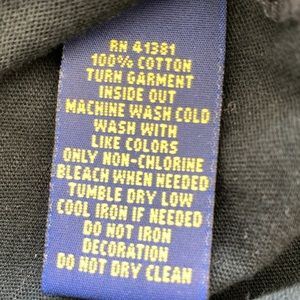 RN 41381
100% COTTON
TURN GARMENT
INSIDE OUT
MACHINE WASH COLD
WASH WITH
LIKE COLORS
ONLY NON-CHLORINE
BLEACH WHEN NEEDED
TUMBLE DRY LOW
COOL IRON IF NEEDED
DO NOT IRON
DECORATION
DO NOT DRY CLEAN